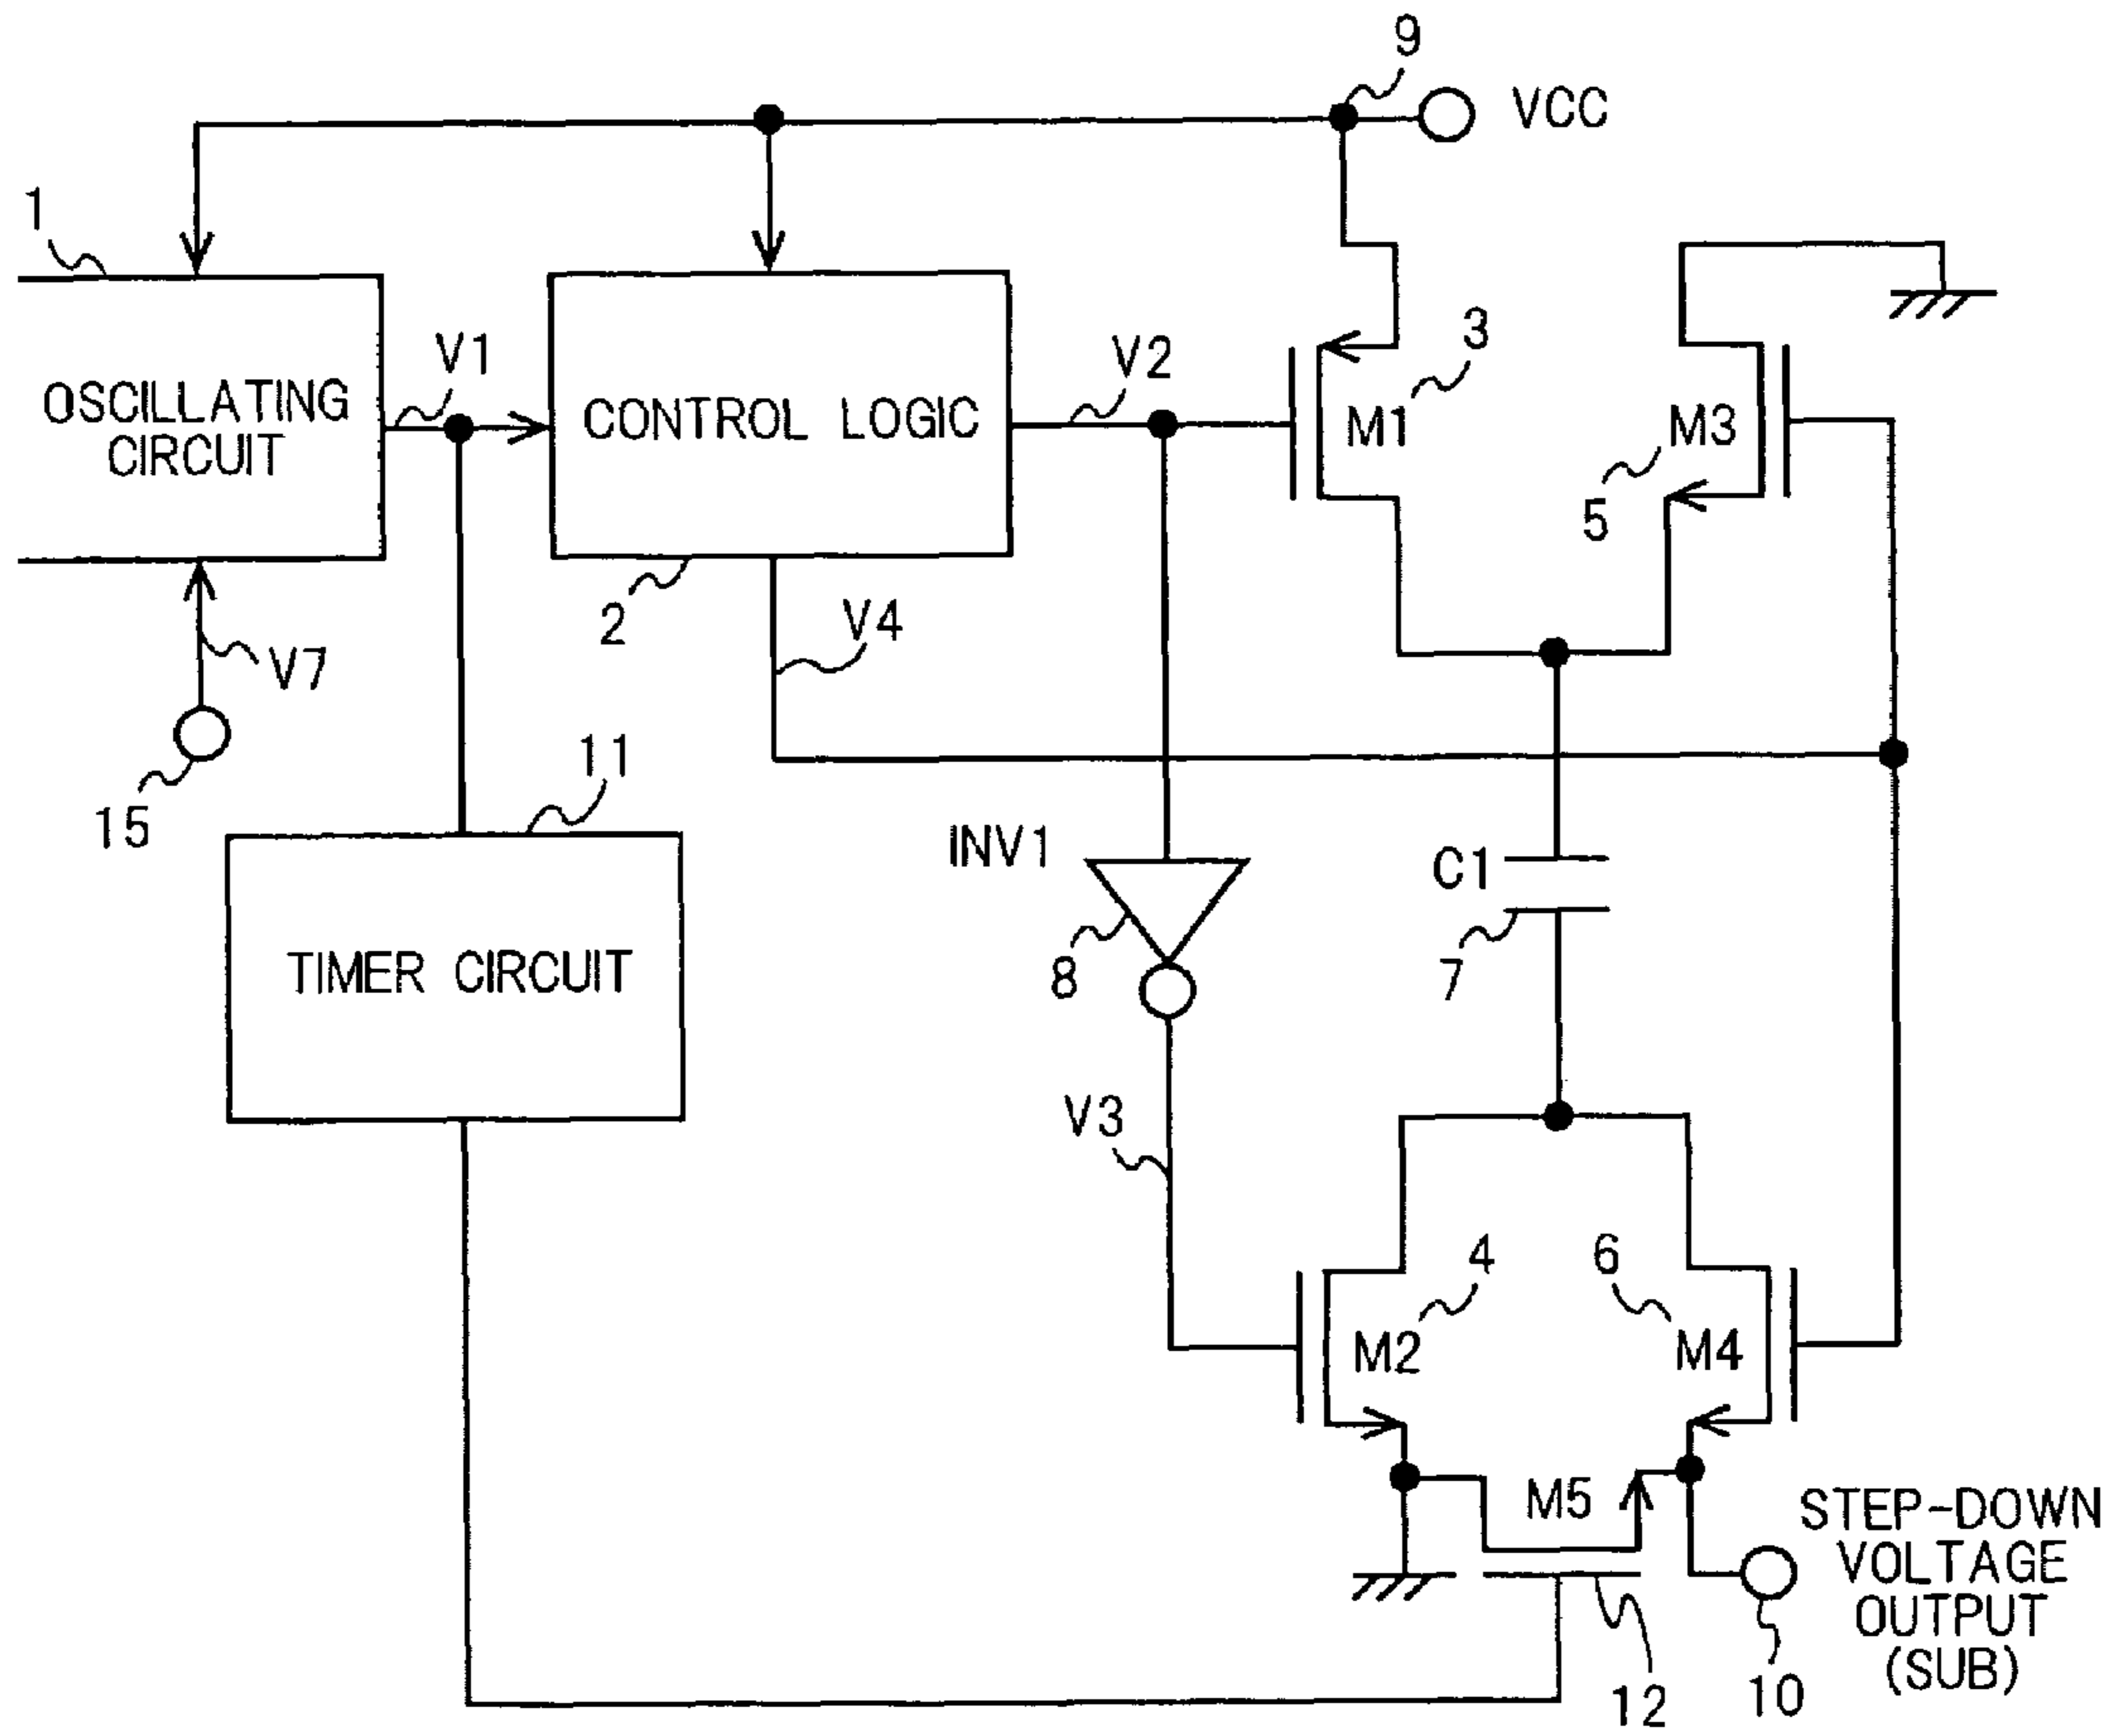 9
VCC
1
V1
V2
3
OSCILLATING
CIRCUIT
CONTROL LOGIC
M1
M3
5
2
V4
V7
15
11
INV1
C1
8
7
TIMER CIRCUIT
V3
4
6
M2
M4
M5
STEP-DOWN
VOLTAGE
OUTPUT
(SUB)
12
10